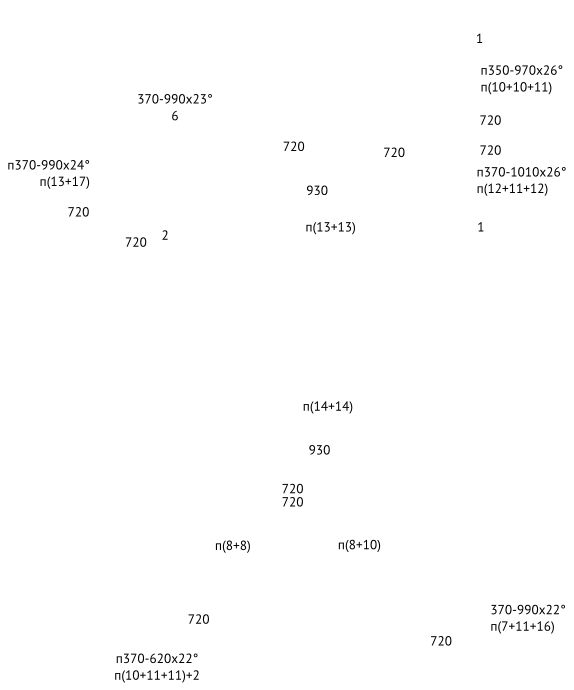 1
п350-970x26°
п(10+10+11)
370-990x23°
6
720
720
720
720
п370-990x24°
п(13+17)
п370-1010x26°
п(12+11+12)
930
720
п(13+13)
1
2
720
п(14+14)
930
720
720
п(8+8)
п(8+10)
370-990x22°
п(7+11+16)
720
720
п370-620x22°
п(10+11+11)+2